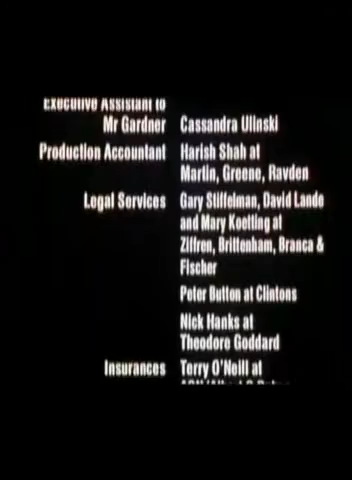 Executive Assistant to
Mr Gardner Cassandra Ulinski
Production Accountant Harish Shah at
Martin, Greene, Ravden
Legal Services Gary Stiffelman, David Lande
and Mary Koetting at
Ziffren, Brittenham, Branca &
Fischer
Peter Button at Clintons
Nick Hanks at
Theodore Goddard
Insurances Terry O'Neill at